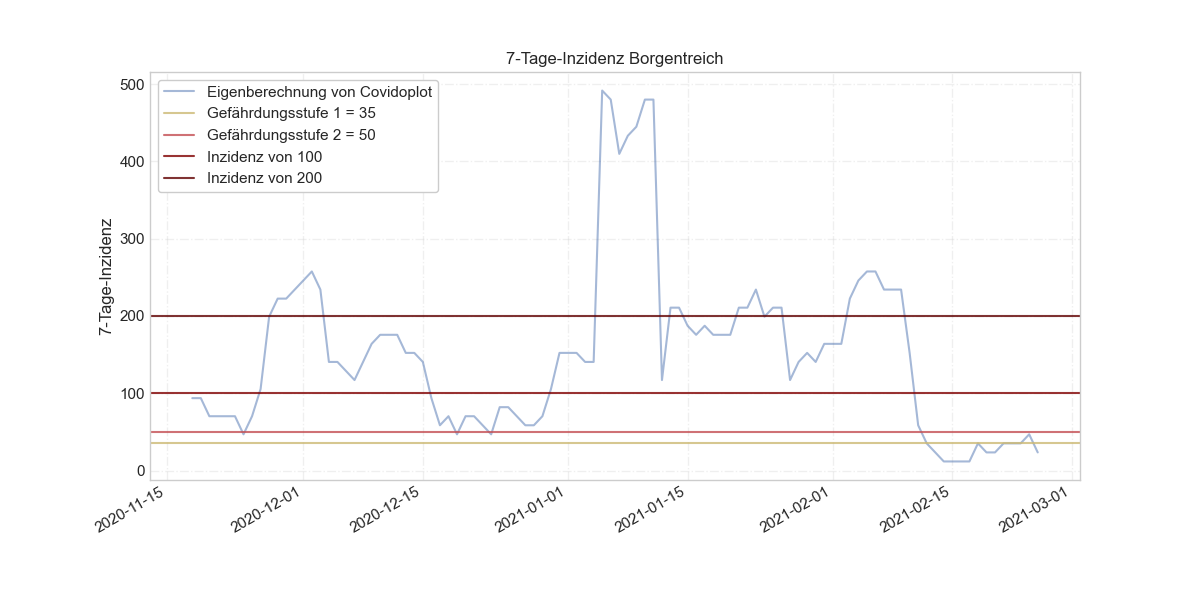 7-Tage-Inzidenz Borgentreich
Eigenberechnung von Covidoplot
Gefährdungsstufe 1 = 35
Gefährdungsstufe 2 = 50
Inzidenz von 100
Inzidenz von 200
7-Tage-Inzidenz
500
400
300
200
100
0
2020-11-15
2020-12-01
2020-12-15
2021-01-01
2021-01-15
2021-02-01
2021-02-15
2021-03-01